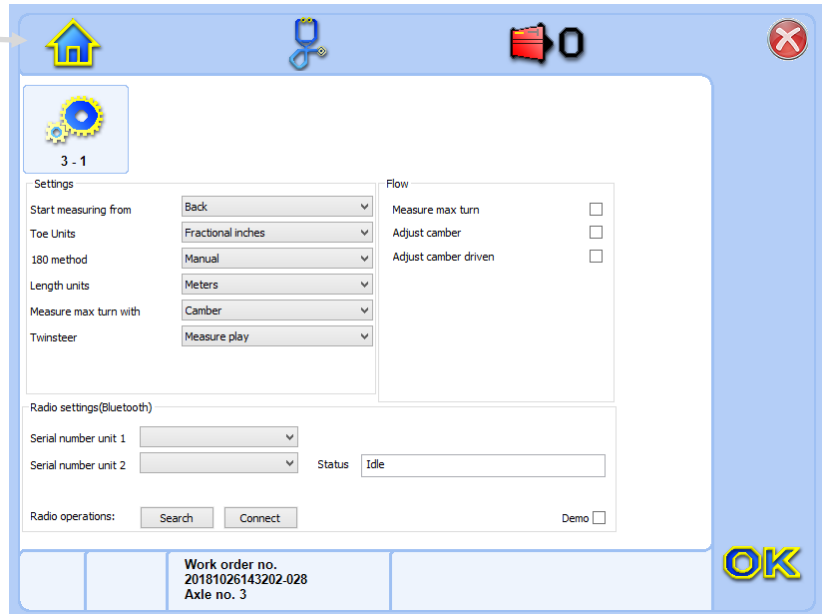 0
3 - 1
Settings
Start measuring from Back
Toe Units Fractional inches
180 method Manual
Length units Meters
Measure max turn with Camber
Twinsteer Measure play
Flow
Measure max turn
Adjust camber
Adjust camber driven
Radio settings(Bluetooth)
Serial number unit 1
Serial number unit 2 Status Idle
Radio operations: Search Connect Demo
Work order no.
20181026143202-028
Axle no. 3
OK